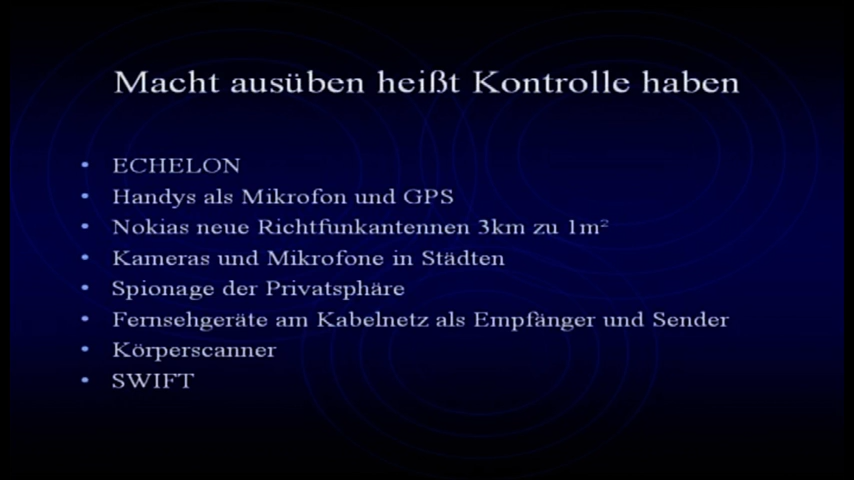 Macht ausüben heißt Kontrolle haben
• ECHELON
• Handys als Mikrofon und GPS
• Nokias neue Richtfunkantennen 3km zu 1m²
• Kameras und Mikrofone in Städten
• Spionage der Privatsphäre
• Fernsehgeräte am Kabelnetz als Empfänger und Sender
• Körperscanner
• SWIFT